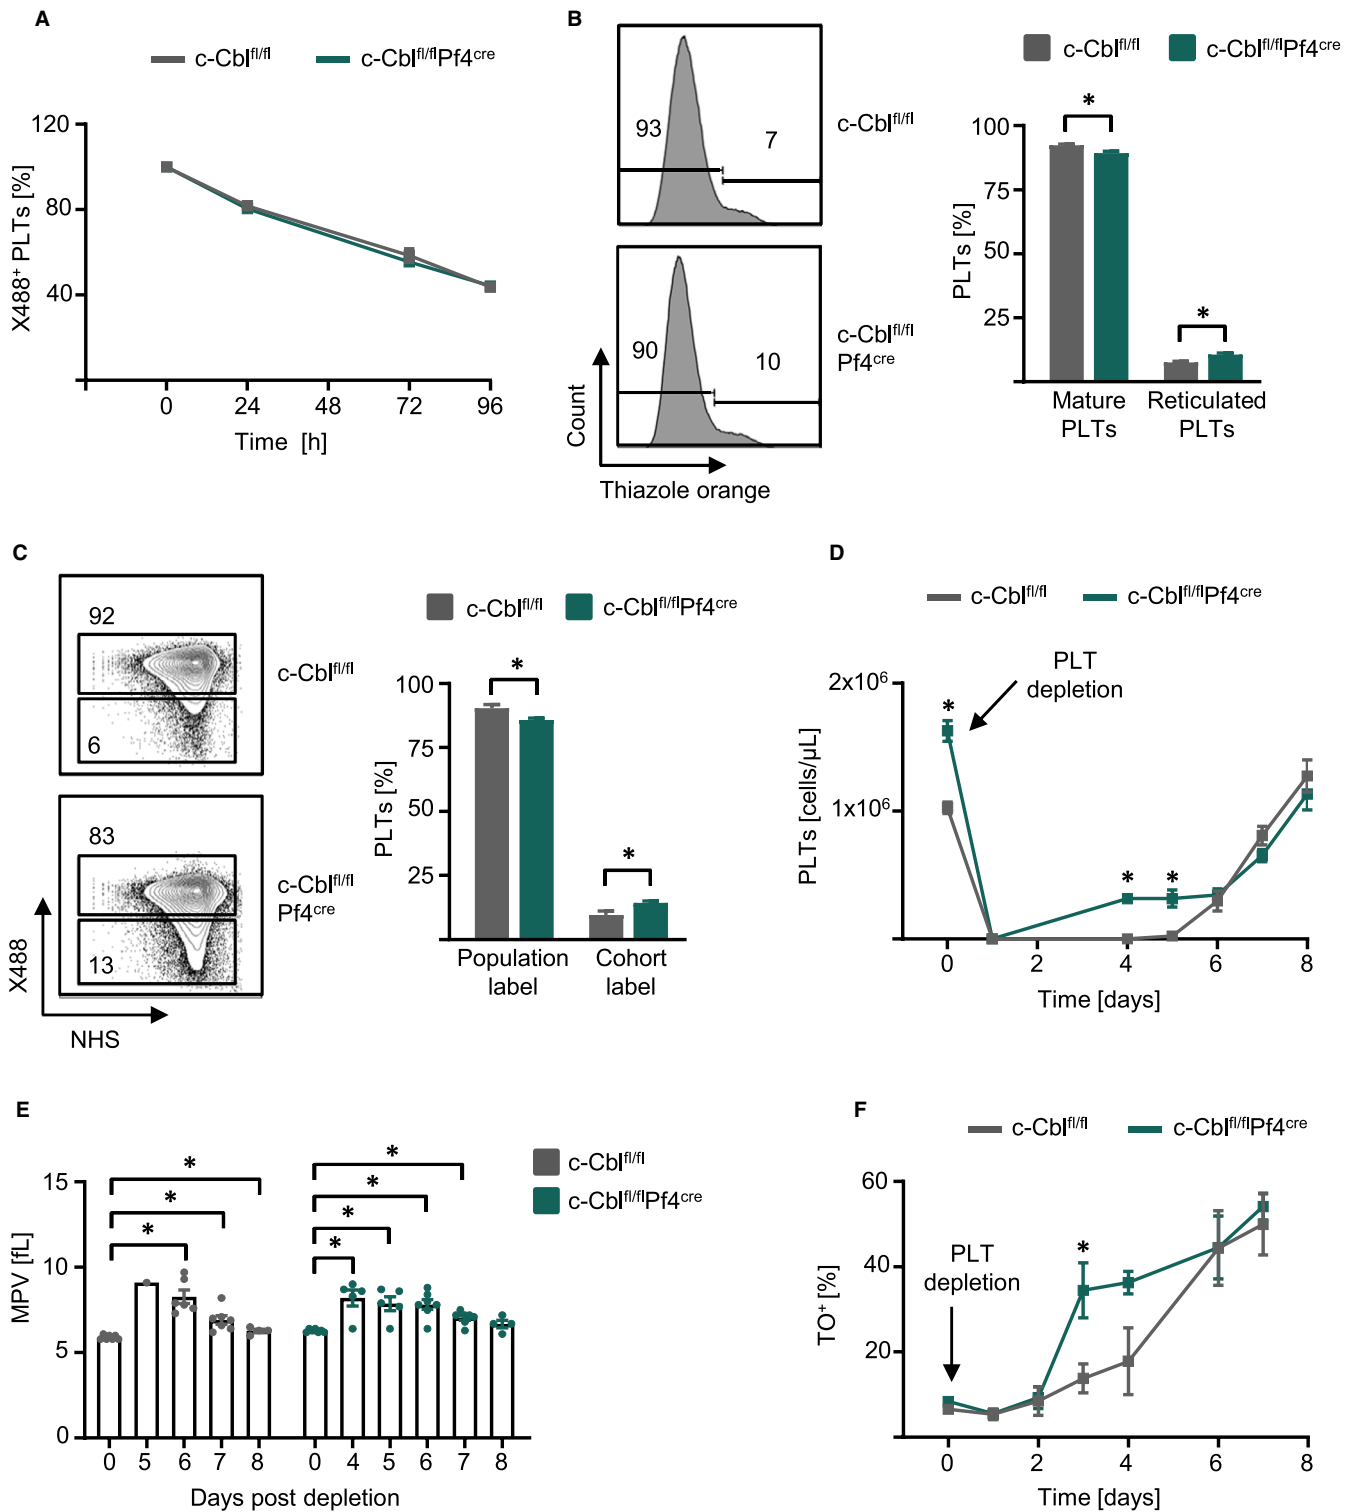 A
c-Cbl^fl/fl c-Cbl^fl/fl Pf4^cre
X488⁺ PLTs [%]
120
80
40
0 24 48 72 96
Time [h]
B
93 7
c-Cbl^fl/fl
90 10
c-Cbl^fl/fl
Pf4^cre
Count
Thiazole orange
c-Cbl^fl/fl c-Cbl^fl/fl Pf4^cre
PLTs [%]
100
75
50
25
* *
Mature Reticulated
PLTs PLTs
C
92
6
c-Cbl^fl/fl
83
13
c-Cbl^fl/fl
Pf4^cre
X488
NHS
c-Cbl^fl/fl c-Cbl^fl/fl Pf4^cre
PLTs [%]
100
75
50
25
* *
Population Cohort
label label
D
c-Cbl^fl/fl c-Cbl^fl/fl Pf4^cre
PLTs [cells/µL]
2x10⁶
1x10⁶
PLT
depletion
* * *
0 2 4 6 8
Time [days]
E
c-Cbl^fl/fl
c-Cbl^fl/fl Pf4^cre
MPV [fL]
15
10
5
0
* * * * * * *
0 5 6 7 8 0 4 5 6 7 8
Days post depletion
F
c-Cbl^fl/fl c-Cbl^fl/fl Pf4^cre
TO⁺ [%]
60
40
20
PLT
depletion
*
0 2 4 6 8
Time [days]